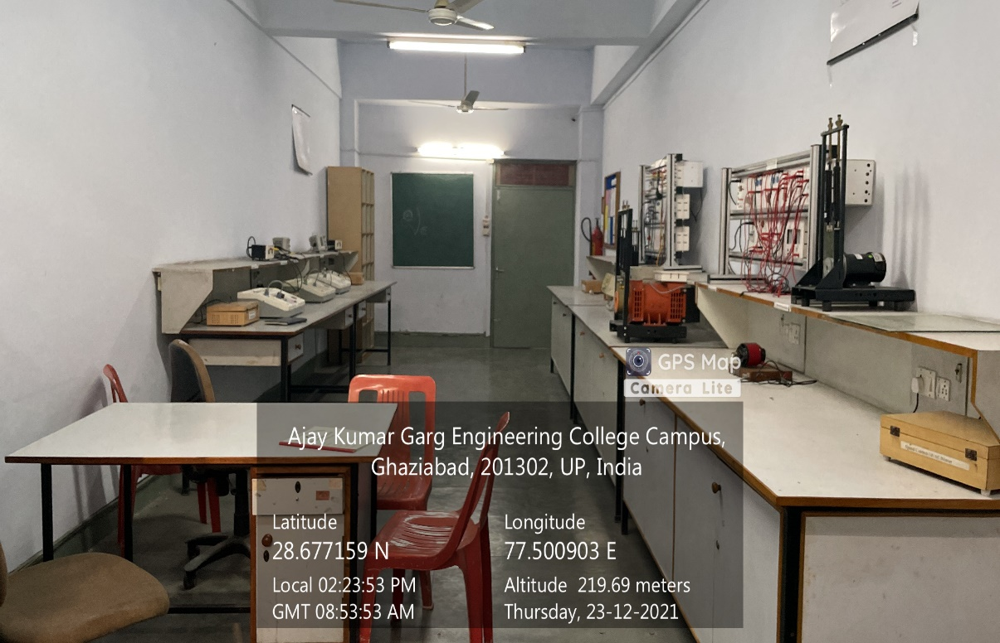 GPS Map
Camera Lite
Ajay Kumar Garg Engineering College Campus,
Ghaziabad, 201302, UP, India
Latitude
28.677159 N
Longitude
77.500903 E
Local 02:23:53 PM
GMT 08:53:53 AM
Altitude 219.69 meters
Thursday, 23-12-2021